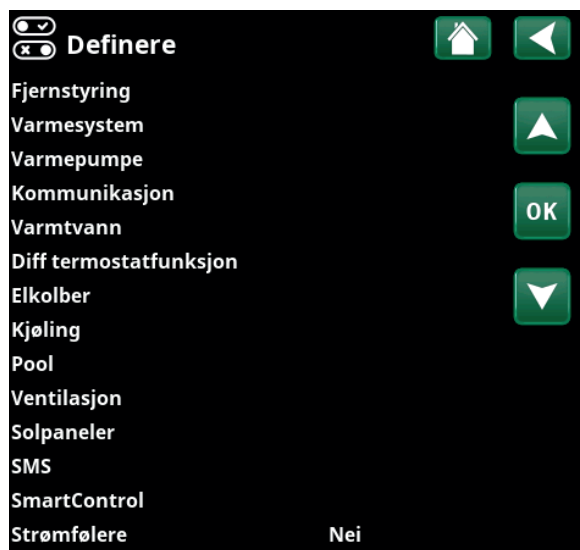 Definere
Fjernstyring
Varmesystem
Varmepumpe
Kommunikasjon
OK
Varmtvann
Diff termostatfunksjon
Elkolber
Kjøling
Pool
Ventilasjon
Solpaneler
SMS
SmartControl
Strømfølere Nei